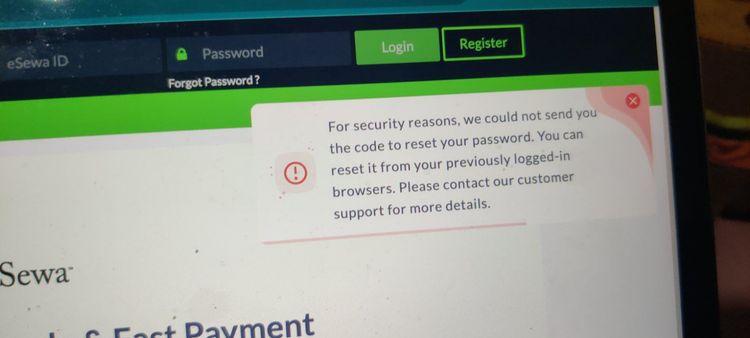 eSewa ID
Password
Login
Register
Forgot Password?
For security reasons, we could not send you
the code to reset your password. You can
reset it from your previously logged-in
browsers. Please contact our customer
support for more details.
Sewa
& Fast Payment